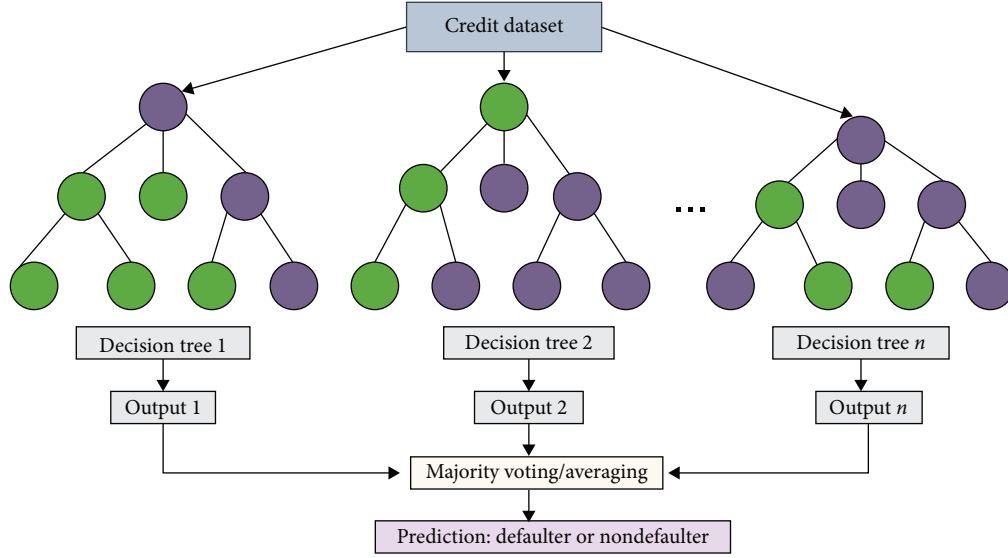 Credit dataset
...
Decision tree 1
Decision tree 2
Decision tree n
Output 1
Output 2
Output n
Majority voting/averaging
Prediction: defaulter or nondefaulter